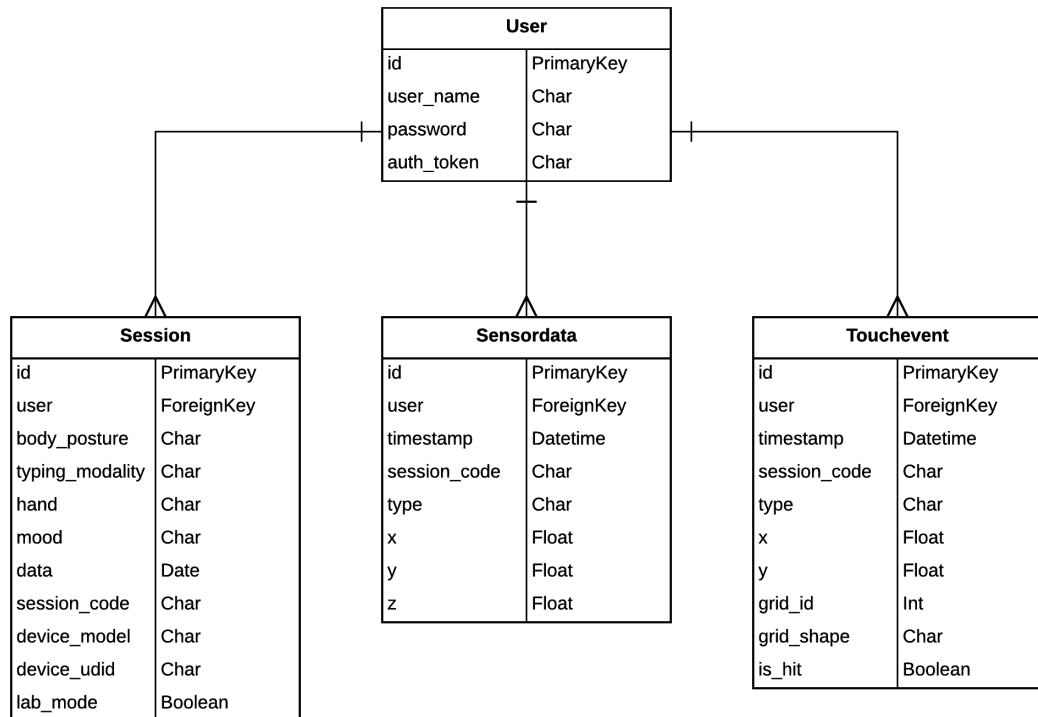 User
id PrimaryKey
user_name Char
password Char
auth_token Char
Session
id PrimaryKey
user ForeignKey
body_posture Char
typing_modality Char
hand Char
mood Char
data Date
session_code Char
device_model Char
device_udid Char
lab_mode Boolean
Sensordata
id PrimaryKey
user ForeignKey
timestamp Datetime
session_code Char
type Char
x Float
y Float
z Float
Touchevent
id PrimaryKey
user ForeignKey
timestamp Datetime
session_code Char
type Char
x Float
y Float
grid_id Int
grid_shape Char
is_hit Boolean